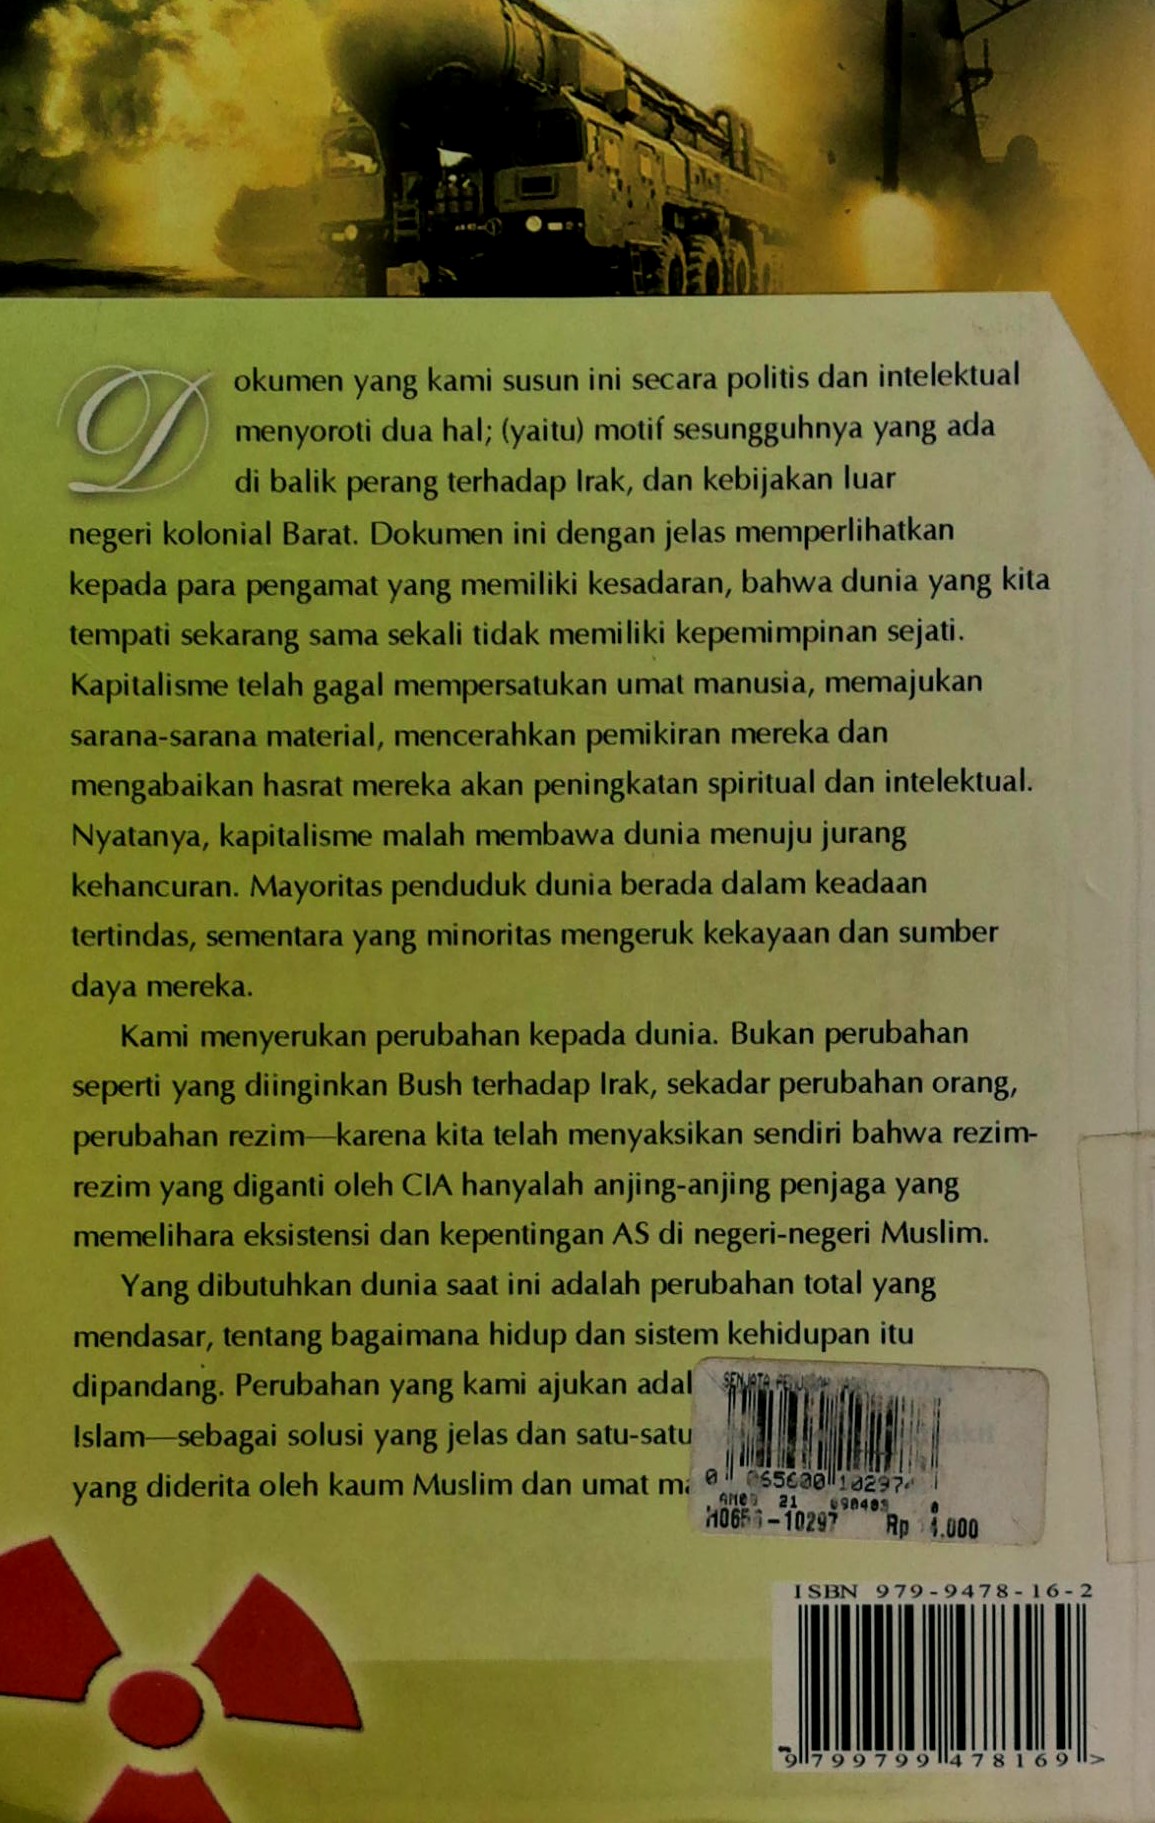 Dokumen yang kami susun ini secara politis dan intelektual
menyoroti dua hal; (yaitu) motif sesungguhnya yang ada
di balik perang terhadap Irak, dan kebijakan luar
negeri kolonial Barat. Dokumen ini dengan jelas memperlihatkan
kepada para pengamat yang memiliki kesadaran, bahwa dunia yang kita
tempati sekarang sama sekali tidak memiliki kepemimpinan sejati.
Kapitalisme telah gagal mempersatukan umat manusia, memajukan
sarana-sarana material, mencerahkan pemikiran mereka dan
mengabaikan hasrat mereka akan peningkatan spiritual dan intelektual.
Nyatanya, kapitalisme malah membawa dunia menuju jurang
kehancuran. Mayoritas penduduk dunia berada dalam keadaan
tertindas, sementara yang minoritas mengeruk kekayaan dan sumber
daya mereka.
Kami menyerukan perubahan kepada dunia. Bukan perubahan
seperti yang diinginkan Bush terhadap Irak, sekadar perubahan orang,
perubahan rezim—karena kita telah menyaksikan sendiri bahwa rezim-
rezim yang diganti oleh CIA hanyalah anjing-anjing penjaga yang
memelihara eksistensi dan kepentingan AS di negeri-negeri Muslim.
Yang dibutuhkan dunia saat ini adalah perubahan total yang
mendasar, tentang bagaimana hidup dan sistem kehidupan itu
dipandang. Perubahan yang kami ajukan adal
Islam—sebagai solusi yang jelas dan satu-satu
yang diderita oleh kaum Muslim dan umat ma
SENJATA
21
Rp
ISBN 979-9478-16-2
9 799799 478169 >